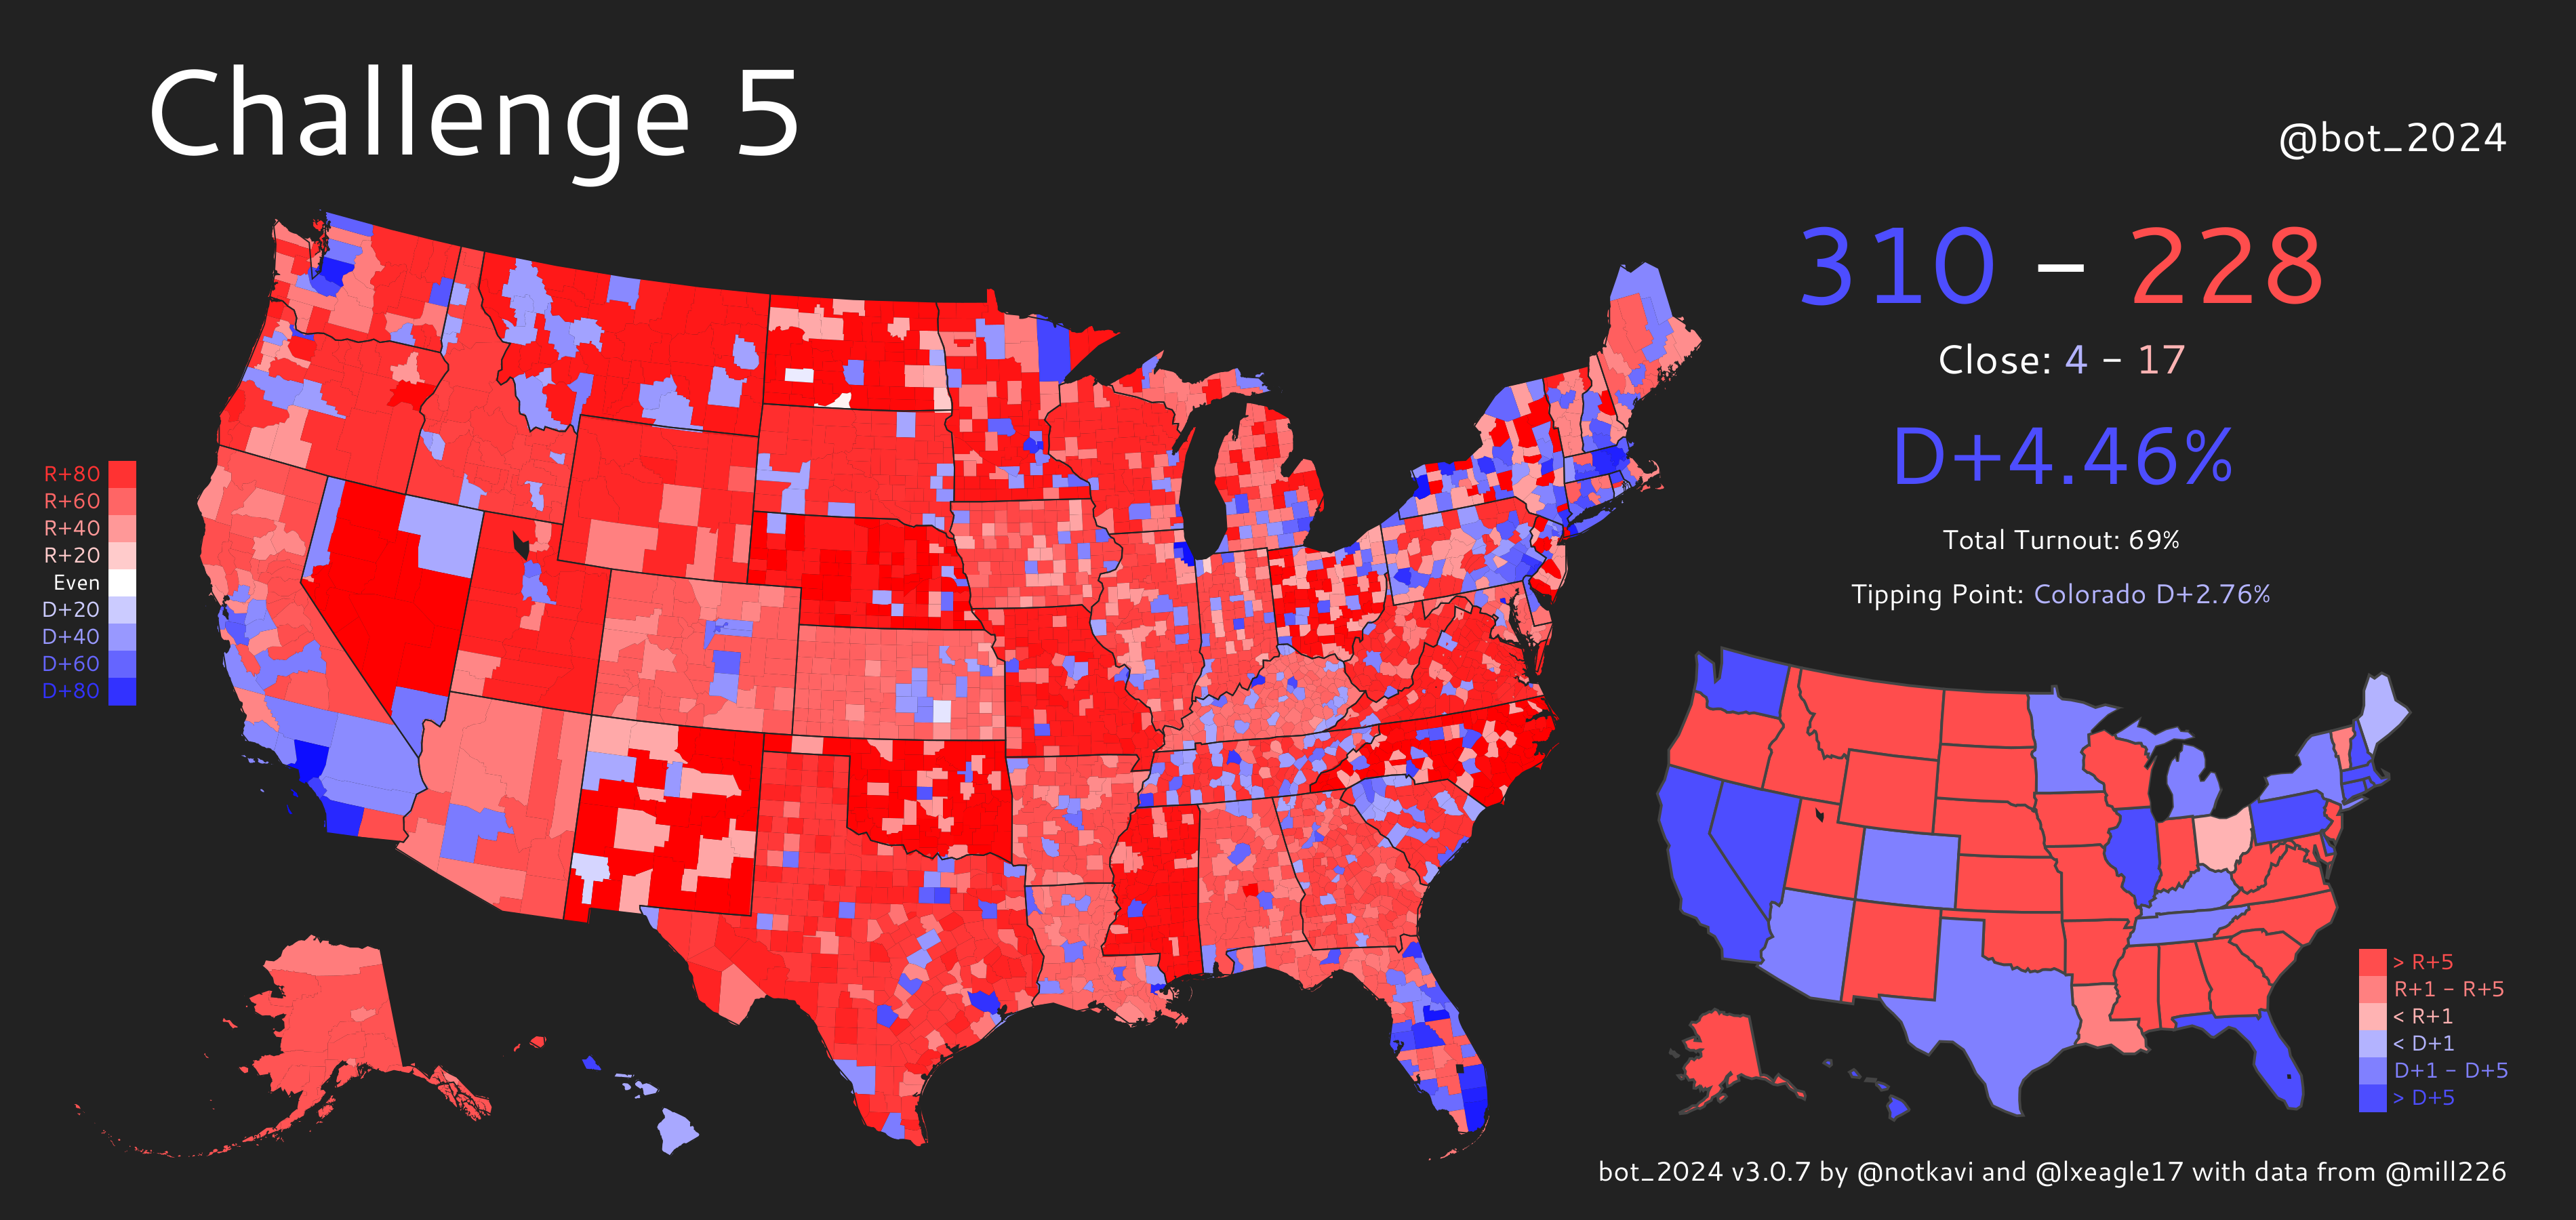 Challenge 5
@bot_2024
310 – 228
Close: 4 – 17
D+4.46%
Total Turnout: 69%
Tipping Point: Colorado D+2.76%
R+80
R+60
R+40
R+20
Even
D+20
D+40
D+60
D+80
> R+5
R+1 – R+5
< R+1
< D+1
D+1 – D+5
> D+5
bot_2024 v3.0.7 by @notkavi and @lxeagle17 with data from @mill226